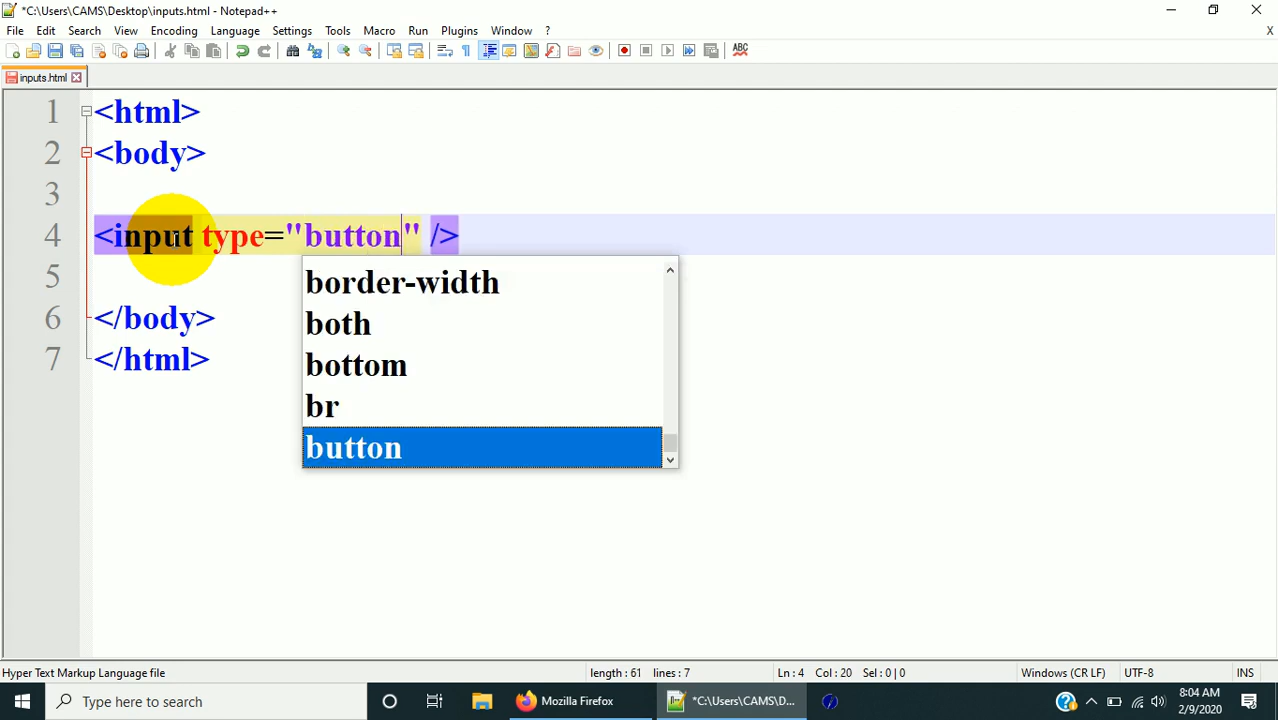 *C:\Users\CAMS\Desktop\inputs.html - Notepad++
File Edit Search View Encoding Language Settings Tools Macro Run Plugins Window ? X
ABC
inputs.html
1 <html>
2 <body>
3
4 <input type="button" />
5
border-width
both
bottom
br
button
6 </body>
7 </html>
Hyper Text Markup Language file length : 61 lines : 7 Ln : 4 Col : 20 Sel : 0 | 0 Windows (CR LF) UTF-8 INS
Type here to search Mozilla Firefox *C:\Users\CAMS\D... 8:04 AM
2/9/2020